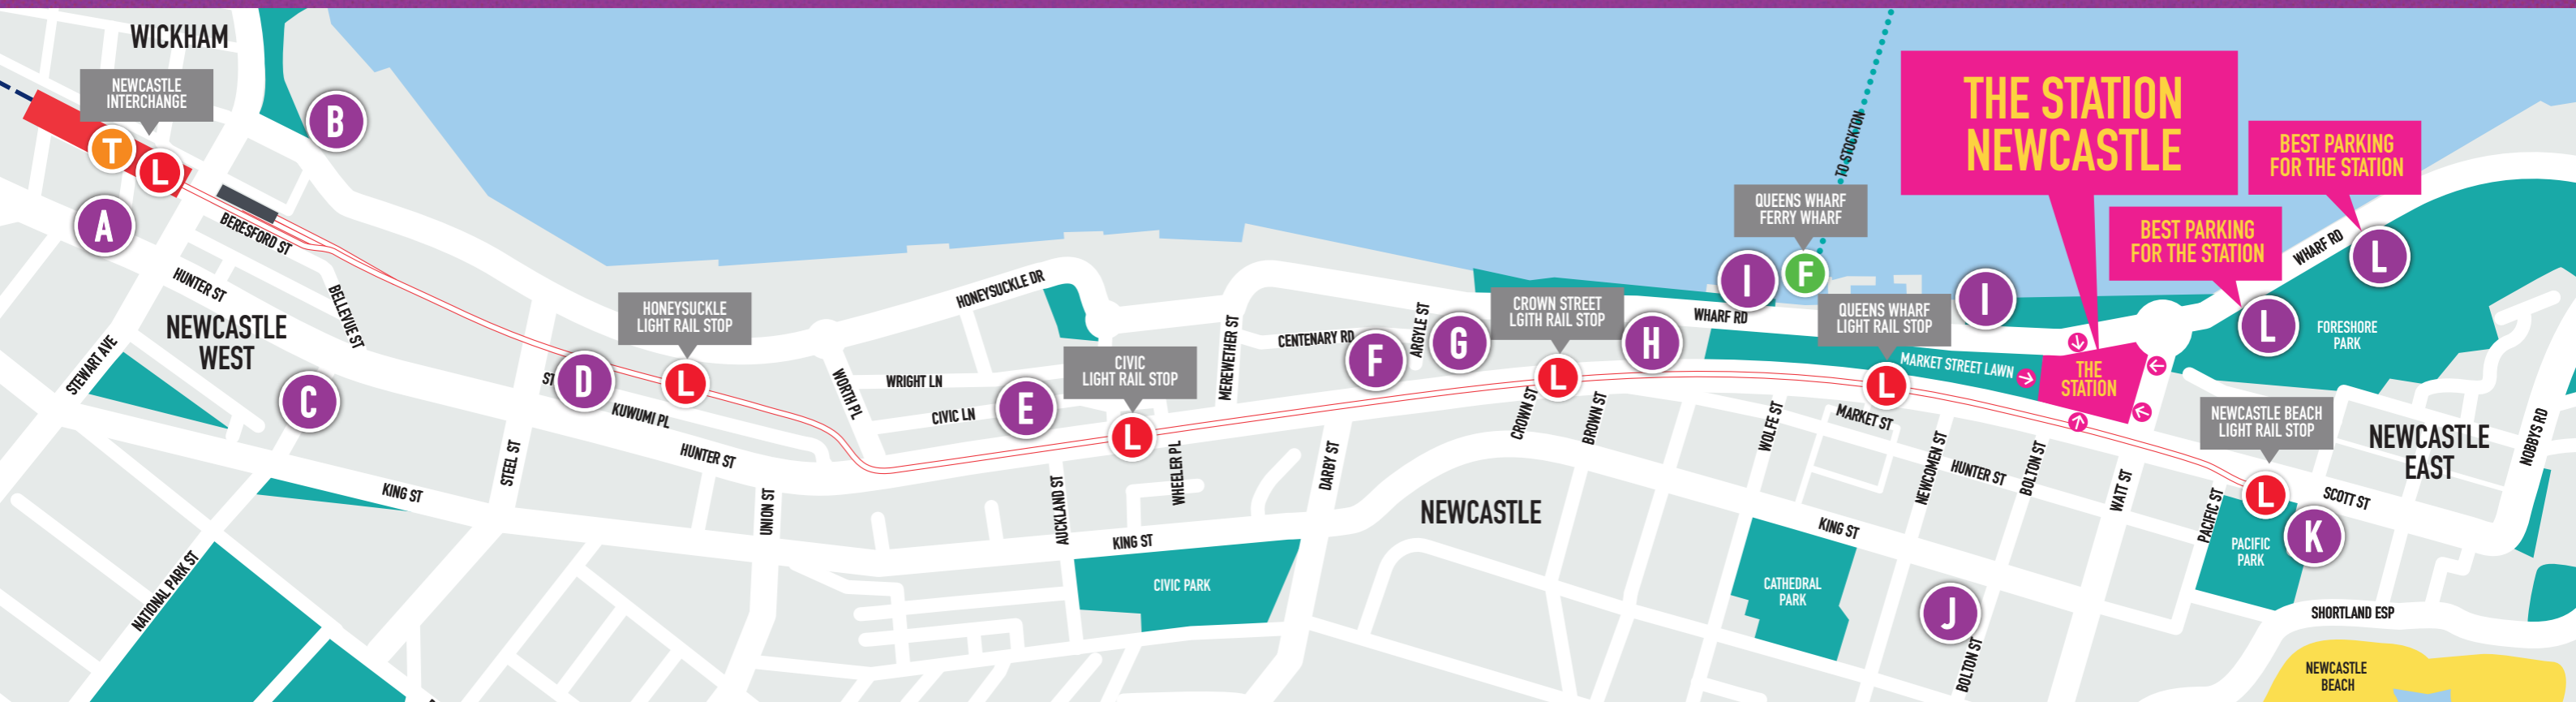 WICKHAM
NEWCASTLE
INTERCHANGE
T
L
A
B
BERESFORD ST
HUNTER ST
BELLEVUE ST
NEWCASTLE
WEST
STEWART AVE
C
KING ST
NATIONAL PARK ST
STEEL ST
ST
D
KUWUMI PL
HONEYSUCKLE
LIGHT RAIL STOP
L
HUNTER ST
UNION ST
WORTH PL
HONEYSUCKLE DR
WRIGHT LN
CIVIC LN
E
CIVIC
LIGHT RAIL STOP
L
AUCKLAND ST
WHEELER PL
KING ST
CIVIC PARK
MEREWETHER ST
CENTENARY RD
DARBY ST
F
ARGYLE ST
G
CROWN STREET
LGITH RAIL STOP
L
CROWN ST
BROWN ST
H
NEWCASTLE
WHARF RD
I
QUEENS WHARF
FERRY WHARF
F
TO STOCKTON
QUEENS WHARF
LIGHT RAIL STOP
L
I
MARKET STREET LAWN
MARKET ST
WOLFE ST
NEWCOMEN ST
HUNTER ST
BOLTON ST
WATT ST
KING ST
CATHEDRAL
PARK
J
BOLTON ST
THE STATION
NEWCASTLE
THE
STATION
BEST PARKING
FOR THE STATION
BEST PARKING
FOR THE STATION
WHARF RD
L
L
FORESHORE
PARK
NEWCASTLE BEACH
LIGHT RAIL STOP
L
NEWCASTLE
EAST
NOBBYS RD
SCOTT ST
PACIFIC ST
PACIFIC
PARK
K
SHORTLAND ESP
NEWCASTLE
BEACH